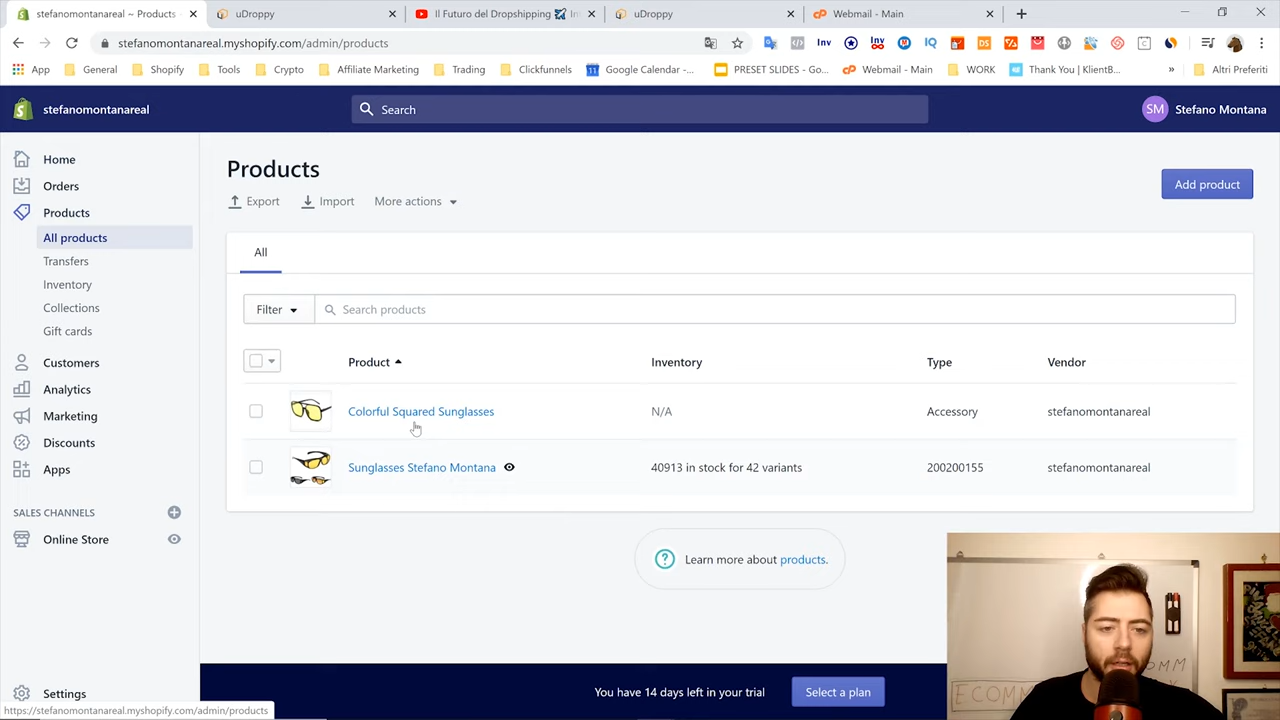 stefanomontanareal ~ Products
uDroppy
Il Futuro del Dropshipping
uDroppy
Webmail - Main
stefanomontanareal.myshopify.com/admin/products
App
General
Shopify
Tools
Crypto
Affiliate Marketing
Trading
Clickfunnels
Google Calendar - ...
PRESET SLIDES - Go...
Webmail - Main
WORK
Thank You | KlientB...
»
Altri Preferiti
stefanomontanareal
Search
SM
Stefano Montana
Home
Orders
Products
All products
Transfers
Inventory
Collections
Gift cards
Customers
Analytics
Marketing
Discounts
Apps
SALES CHANNELS
Online Store
Settings
Products
Export
Import
More actions
Add product
All
Filter
Search products
Product
Inventory
Type
Vendor
Colorful Squared Sunglasses
N/A
Accessory
stefanomontanareal
Sunglasses Stefano Montana
40913 in stock for 42 variants
200200155
stefanomontanareal
Learn more about products.
You have 14 days left in your trial
Select a plan
https://stefanomontanareal.myshopify.com/admin/products